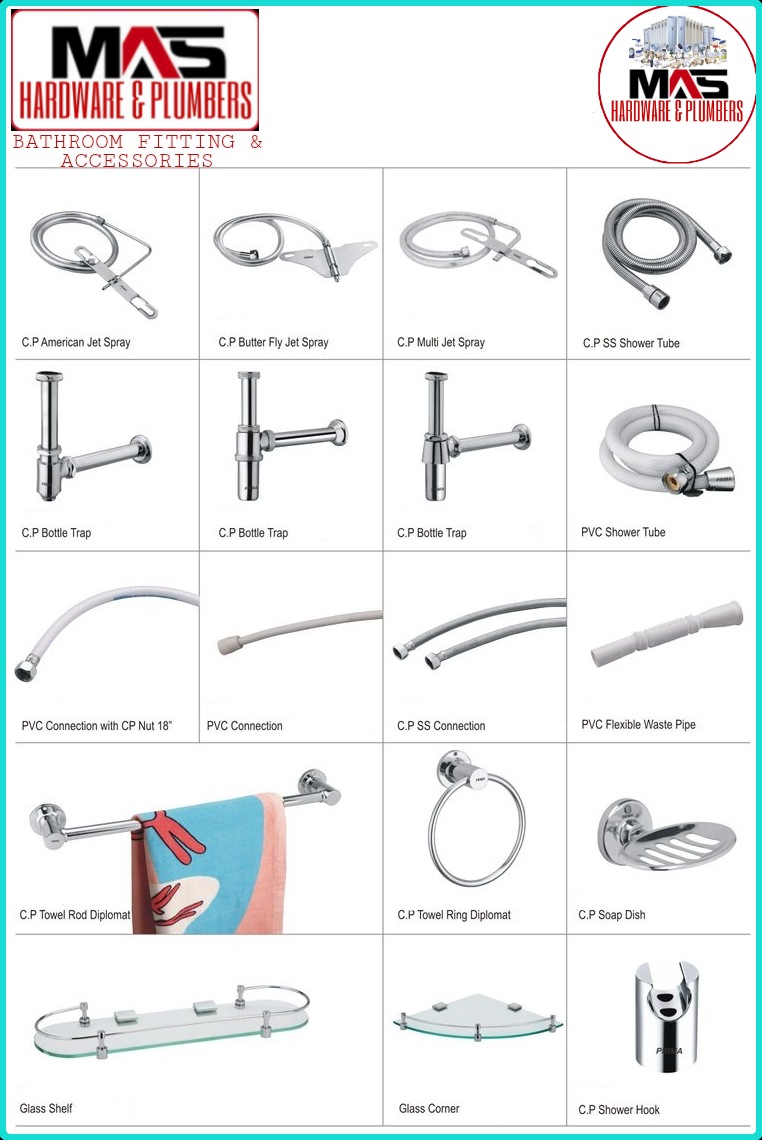 MAS
HARDWARE & PLUMBERS
BATHROOM FITTING &
ACCESSORIES
MAS
HARDWARE & PLUMBERS
C.P American Jet Spray
C.P Butter Fly Jet Spray
C.P Multi Jet Spray
C.P SS Shower Tube
C.P Bottle Trap
C.P Bottle Trap
C.P Bottle Trap
PVC Shower Tube
PVC Connection with CP Nut 18”
PVC Connection
C.P SS Connection
PVC Flexible Waste Pipe
C.P Towel Rod Diplomat
C.P Towel Ring Diplomat
C.P Soap Dish
Glass Shelf
Glass Corner
PRIMA
C.P Shower Hook